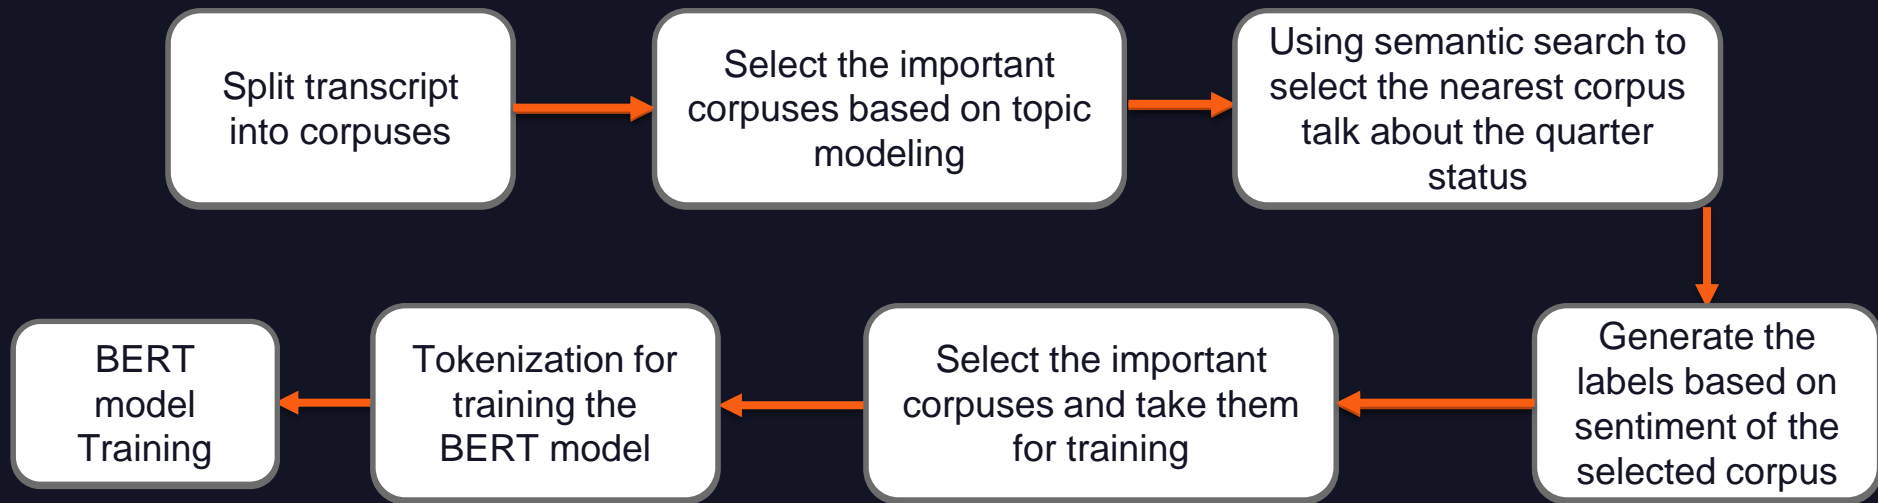 Split transcript
into corpuses
Select the important
corpuses based on topic
modeling
Using semantic search to
select the nearest corpus
talk about the quarter
status
Generate the
labels based on
sentiment of the
selected corpus
Select the important
corpuses and take them
for training
Tokenization for
training the
BERT model
BERT
model
Training